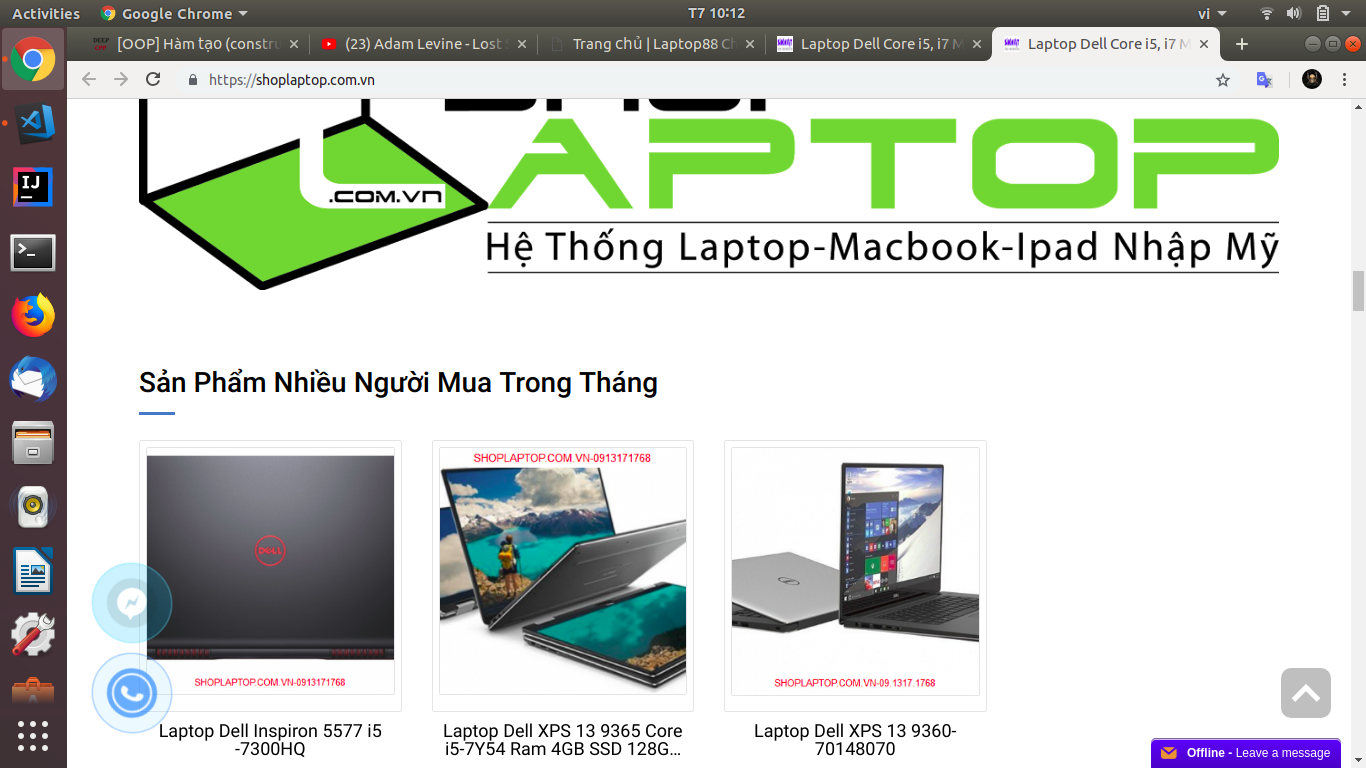 Activities
Google Chrome
T7 10:12
vi
[OOP] Hàm tạo (constru
(23) Adam Levine - Lost S
Trang chủ | Laptop88 Ch
Laptop Dell Core i5, i7 M
Laptop Dell Core i5, i7 M
https://shoplaptop.com.vn
APTOP
.COM.VN
Hệ Thống Laptop-Macbook-Ipad Nhập Mỹ
Sản Phẩm Nhiều Người Mua Trong Tháng
DELL
SHOPLAPTOP.COM.VN-0913171768
SHOPLAPTOP.COM.VN-0913171768
SHOPLAPTOP.COM.VN-09.1317.1768
Laptop Dell Inspiron 5577 i5
-7300HQ
Laptop Dell XPS 13 9365 Core
i5-7Y54 Ram 4GB SSD 128G...
Laptop Dell XPS 13 9360-
70148070
Offline - Leave a message